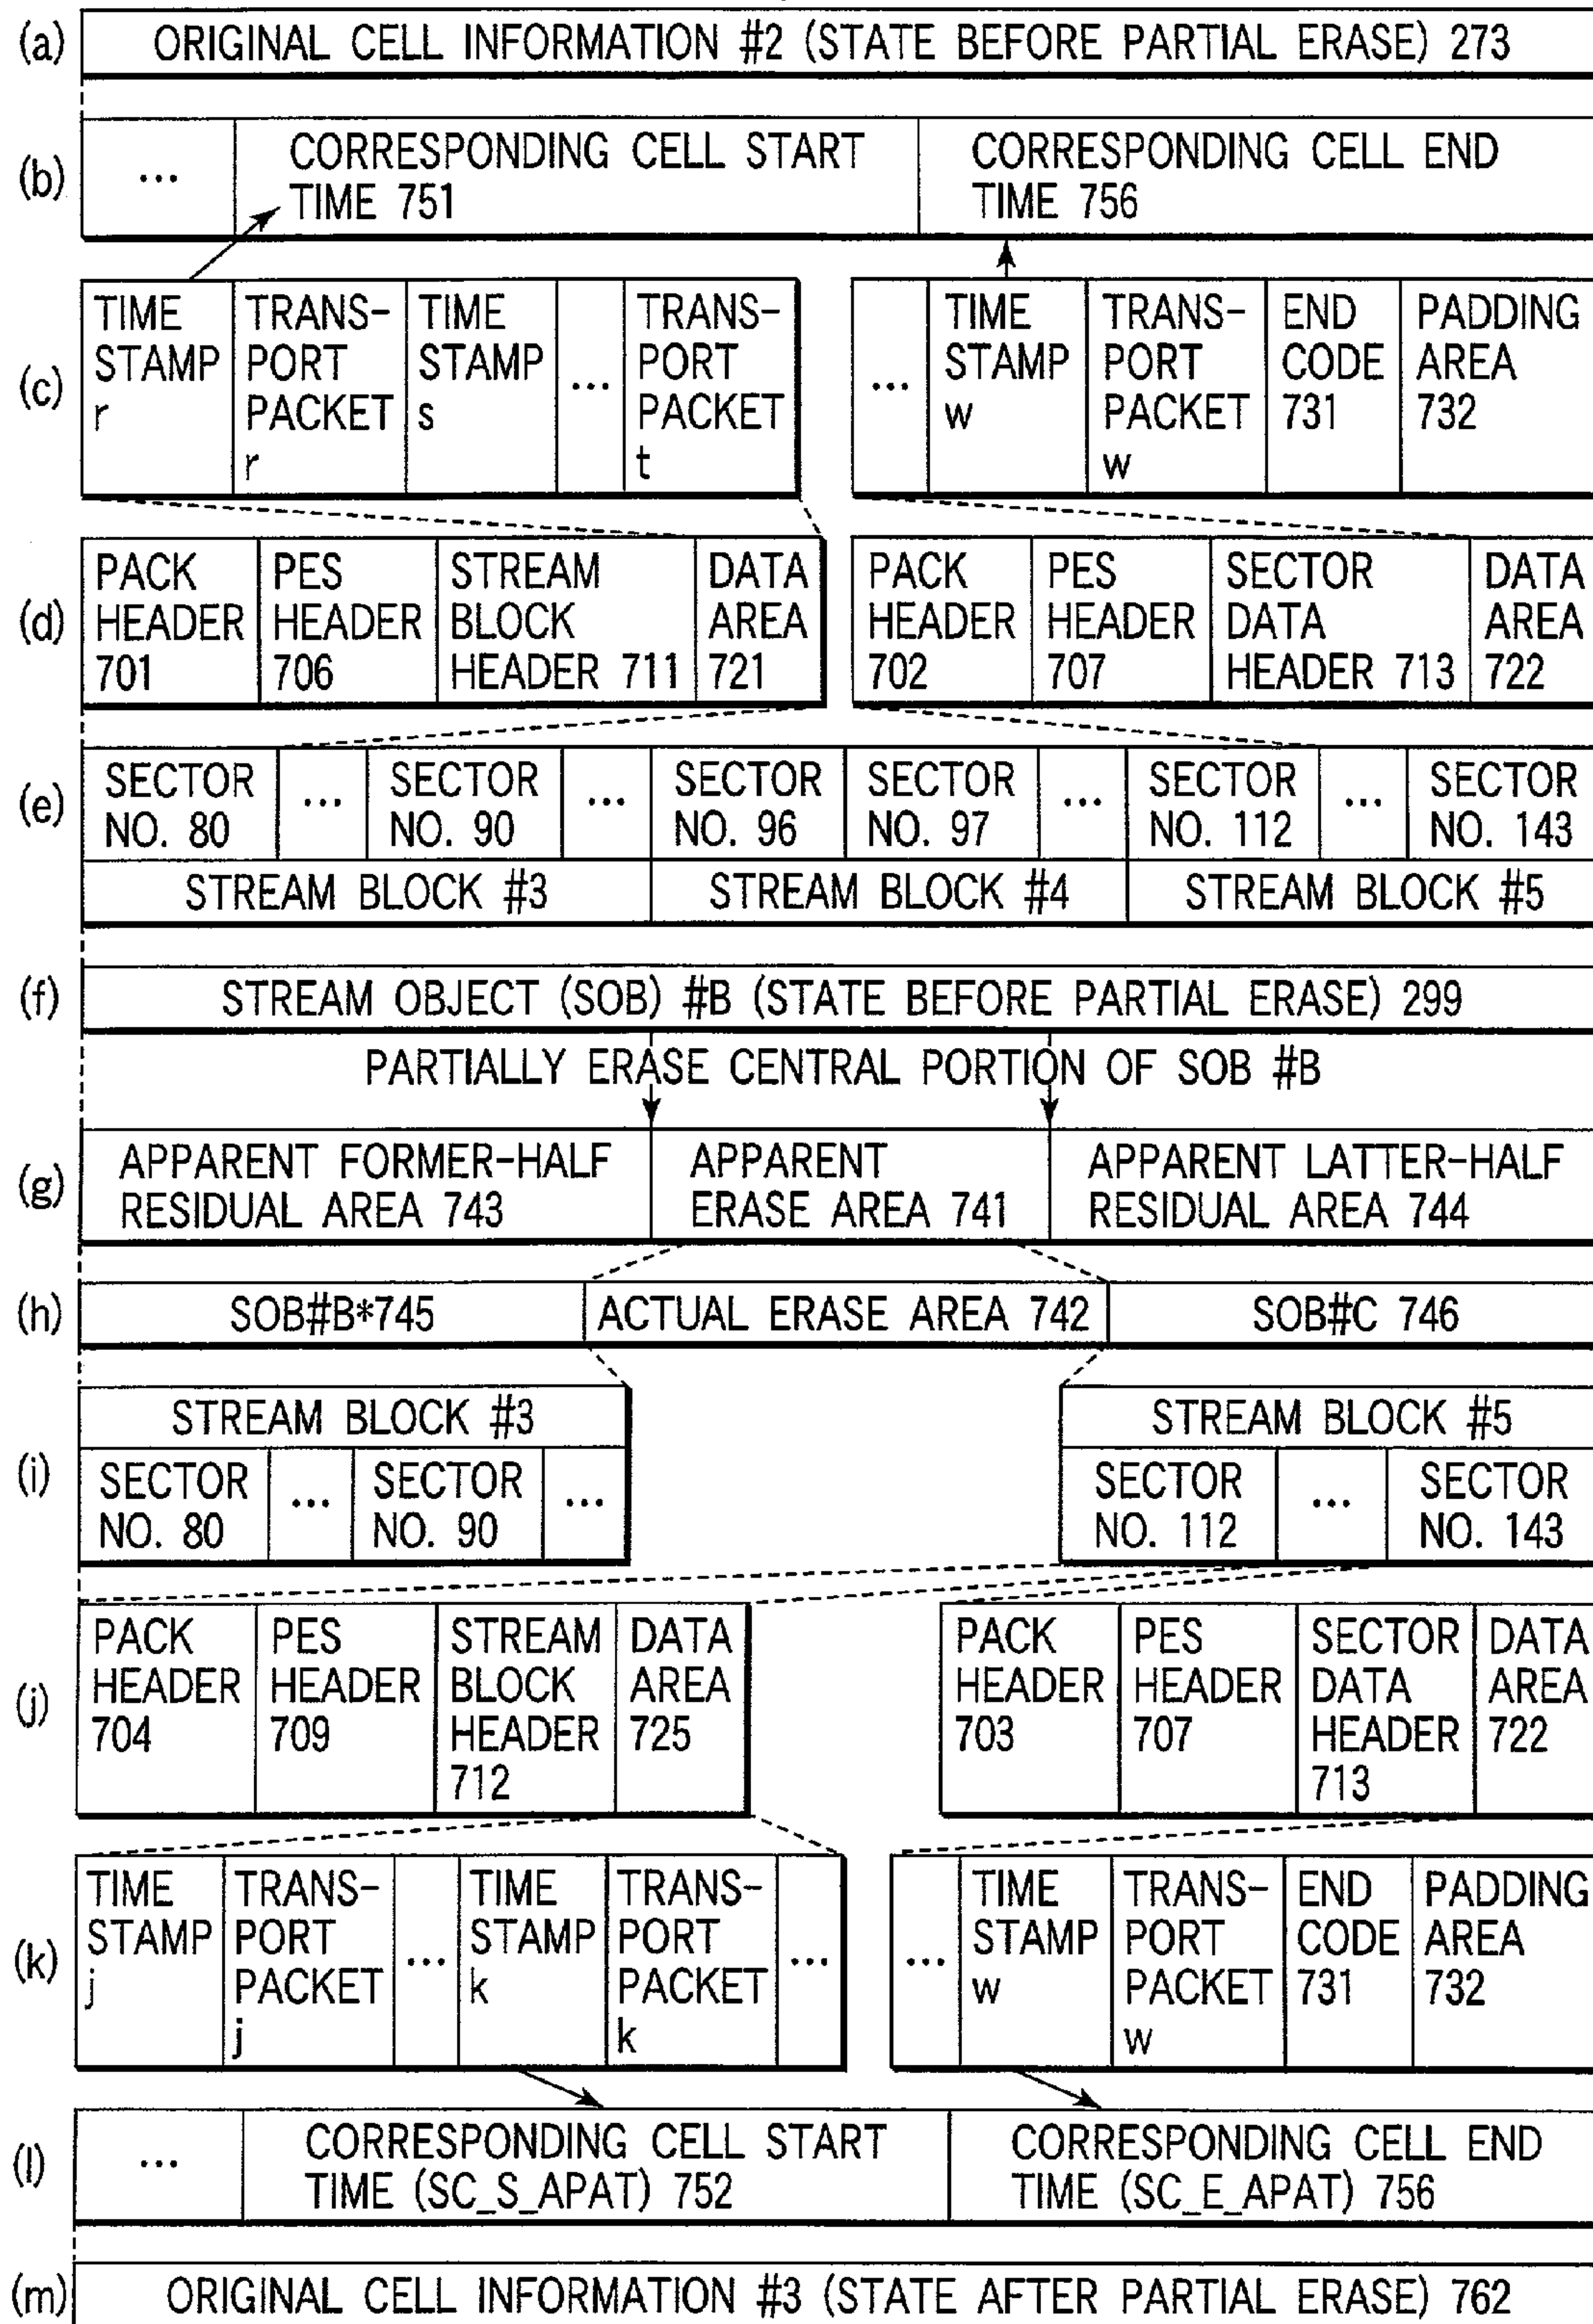 (a) ORIGINAL CELL INFORMATION #2 (STATE BEFORE PARTIAL ERASE) 273
(b) ... CORRESPONDING CELL START TIME 751 CORRESPONDING CELL END TIME 756
(c) TIME STAMP r TRANS-PORT PACKET r TIME STAMP s ... TRANS-PORT PACKET t ... TIME STAMP w TRANS-PORT PACKET w END CODE 731 PADDING AREA 732
(d) PACK HEADER 701 PES HEADER 706 STREAM BLOCK HEADER 711 DATA AREA 721 PACK HEADER 702 PES HEADER 707 SECTOR DATA HEADER 713 DATA AREA 722
(e) SECTOR NO. 80 ... SECTOR NO. 90 ... SECTOR NO. 96 SECTOR NO. 97 ... SECTOR NO. 112 ... SECTOR NO. 143
STREAM BLOCK #3 STREAM BLOCK #4 STREAM BLOCK #5
(f) STREAM OBJECT (SOB) #B (STATE BEFORE PARTIAL ERASE) 299
PARTIALLY ERASE CENTRAL PORTION OF SOB #B
(g) APPARENT FORMER-HALF RESIDUAL AREA 743 APPARENT ERASE AREA 741 APPARENT LATTER-HALF RESIDUAL AREA 744
(h) SOB#B*745 ACTUAL ERASE AREA 742 SOB#C 746
(i) STREAM BLOCK #3 STREAM BLOCK #5
SECTOR NO. 80 ... SECTOR NO. 90 ... SECTOR NO. 112 ... SECTOR NO. 143
(j) PACK HEADER 704 PES HEADER 709 STREAM BLOCK HEADER 712 DATA AREA 725 PACK HEADER 703 PES HEADER 707 SECTOR DATA HEADER 713 DATA AREA 722
(k) TIME STAMP j TRANS-PORT PACKET j ... TIME STAMP k TRANS-PORT PACKET k ... ... TIME STAMP w TRANS-PORT PACKET w END CODE 731 PADDING AREA 732
(l) ... CORRESPONDING CELL START TIME (SC_S_APAT) 752 CORRESPONDING CELL END TIME (SC_E_APAT) 756
(m) ORIGINAL CELL INFORMATION #3 (STATE AFTER PARTIAL ERASE) 762